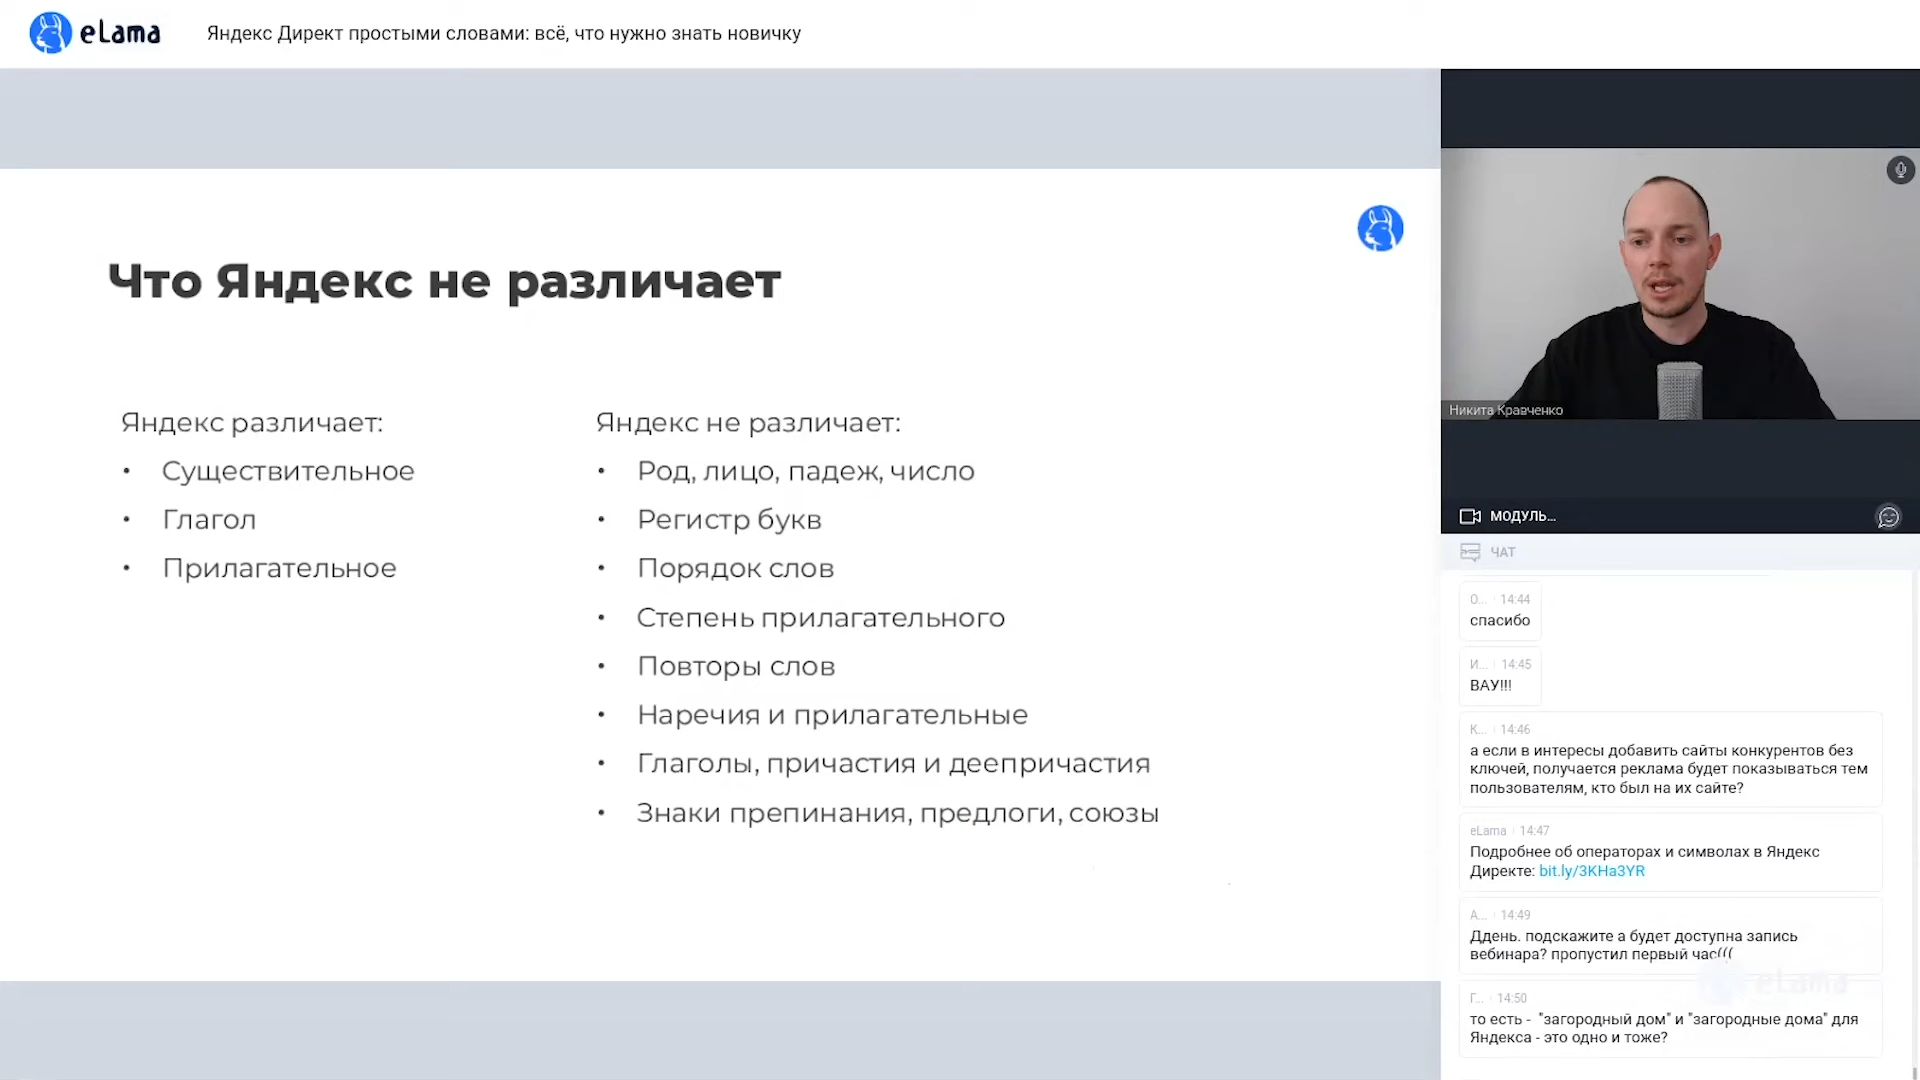 eLama
Яндекс Директ простыми словами: всё, что нужно знать новичку
Что Яндекс не различает
Яндекс различает:
• Существительное
• Глагол
• Прилагательное
Яндекс не различает:
• Род, лицо, падеж, число
• Регистр букв
• Порядок слов
• Степень прилагательного
• Повторы слов
• Наречия и прилагательные
• Глаголы, причастия и деепричастия
• Знаки препинания, предлоги, союзы
Никита Кравченко
МОДУЛЬ...
ЧАТ
О... 14:44
спасибо
И... 14:45
ВАУ!!!
К... 14:46
а если в интересы добавить сайты конкурентов без
ключей, получается реклама будет показываться тем
пользователям, кто был на их сайте?
eLama 14:47
Подробнее об операторах и символах в Яндекс
Директе: bit.ly/3KHa3YR
А... 14:49
Ддень. подскажите а будет доступна запись
вебинара? пропустил первый час(((
eLama
Г... 14:50
то есть - "загородный дом" и "загородные дома" для
Яндекса - это одно и тоже?